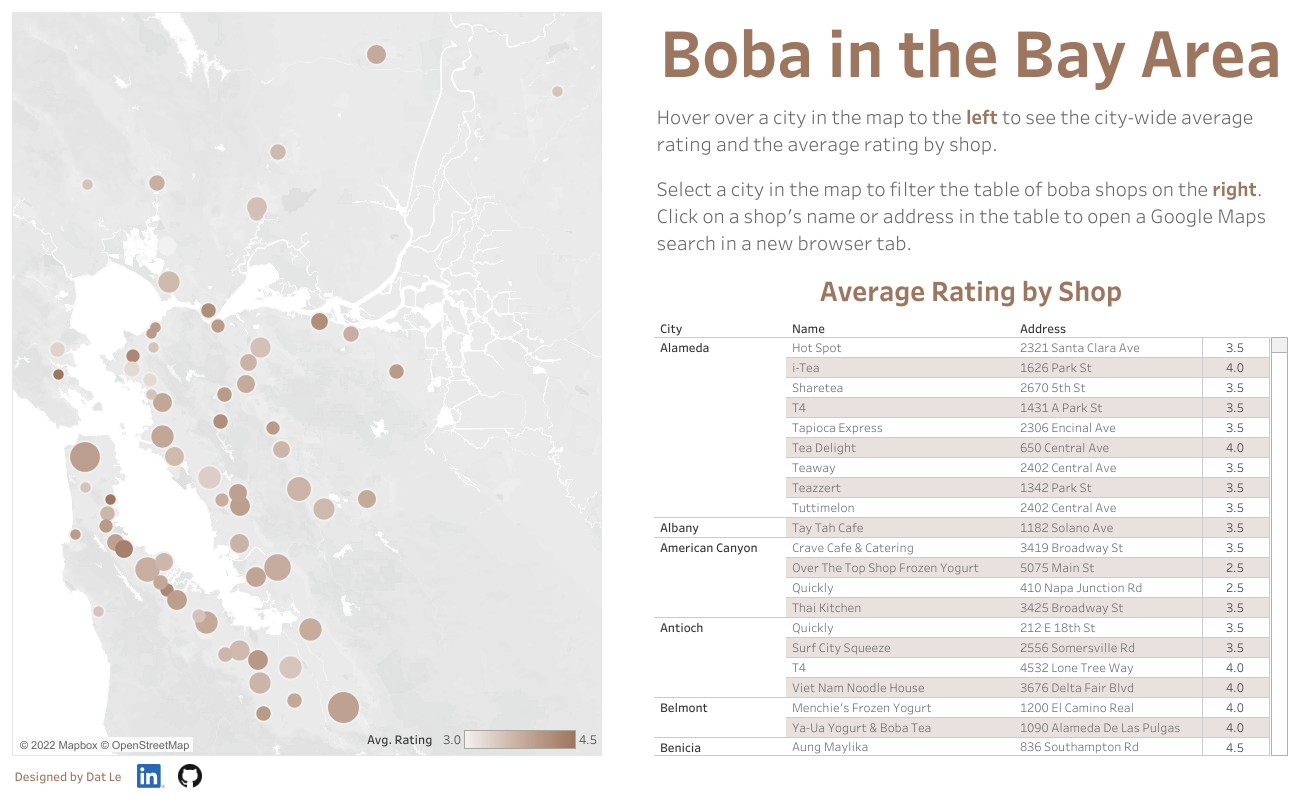 Boba in the Bay Area
Hover over a city in the map to the left to see the city-wide average
rating and the average rating by shop.
Select a city in the map to filter the table of boba shops on the right.
Click on a shop's name or address in the table to open a Google Maps
search in a new browser tab.
Average Rating by Shop
City Name Address
Alameda Hot Spot 2321 Santa Clara Ave 3.5
i-Tea 1626 Park St 4.0
Sharetea 2670 5th St 3.5
T4 1431 A Park St 3.5
Tapioca Express 2306 Encinal Ave 3.5
Tea Delight 650 Central Ave 4.0
Teaway 2402 Central Ave 3.5
Teazzert 1342 Park St 3.5
Tuttimelon 2402 Central Ave 3.5
Albany Tay Tah Cafe 1182 Solano Ave 3.5
American Canyon Crave Cafe & Catering 3419 Broadway St 3.5
Over The Top Shop Frozen Yogurt 5075 Main St 2.5
Quickly 410 Napa Junction Rd 2.5
Thai Kitchen 3425 Broadway St 3.5
Antioch Quickly 212 E 18th St 3.5
Surf City Squeeze 2556 Somersville Rd 3.5
T4 4532 Lone Tree Way 4.0
Viet Nam Noodle House 3676 Delta Fair Blvd 4.0
Belmont Menchie's Frozen Yogurt 1200 El Camino Real 4.0
Ya-Ua Yogurt & Boba Tea 1090 Alameda De Las Pulgas 4.0
Benicia Aung Maylika 836 Southampton Rd 4.5
Avg. Rating 3.0 4.5
© 2022 Mapbox © OpenStreetMap
Designed by Dat Le in